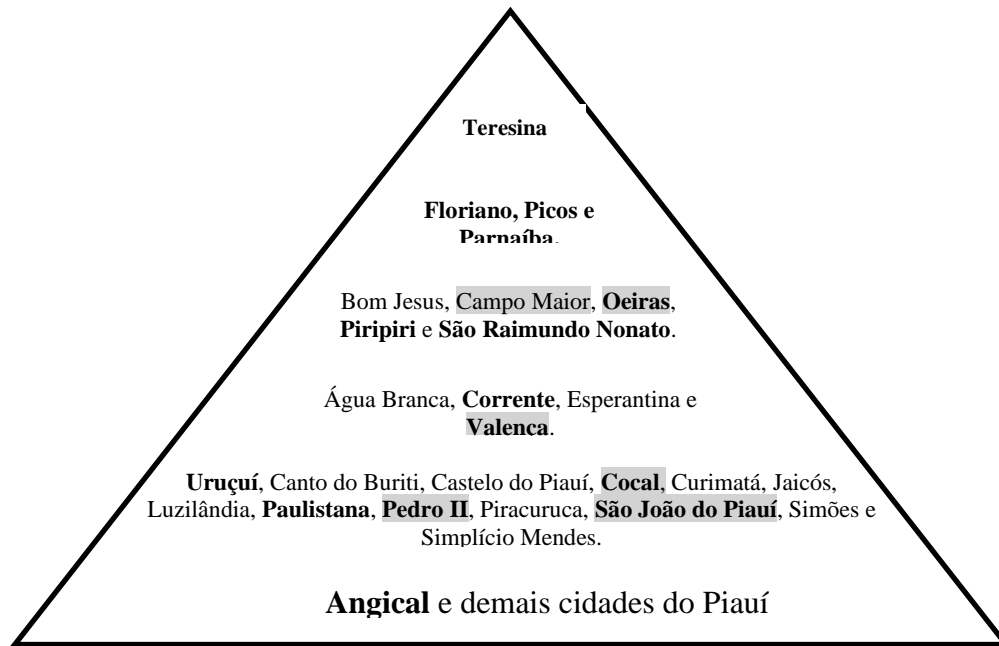 Teresina
Floriano, Picos e
Parnaíba.
Bom Jesus, Campo Maior, Oeiras,
Piripiri e São Raimundo Nonato.
Água Branca, Corrente, Esperantina e
Valença.
Uruçuí, Canto do Buriti, Castelo do Piauí, Cocal, Curimatá, Jaicós,
Luzilândia, Paulistana, Pedro II, Piracuruca, São João do Piauí, Simões e
Simplício Mendes.
Angical e demais cidades do Piauí